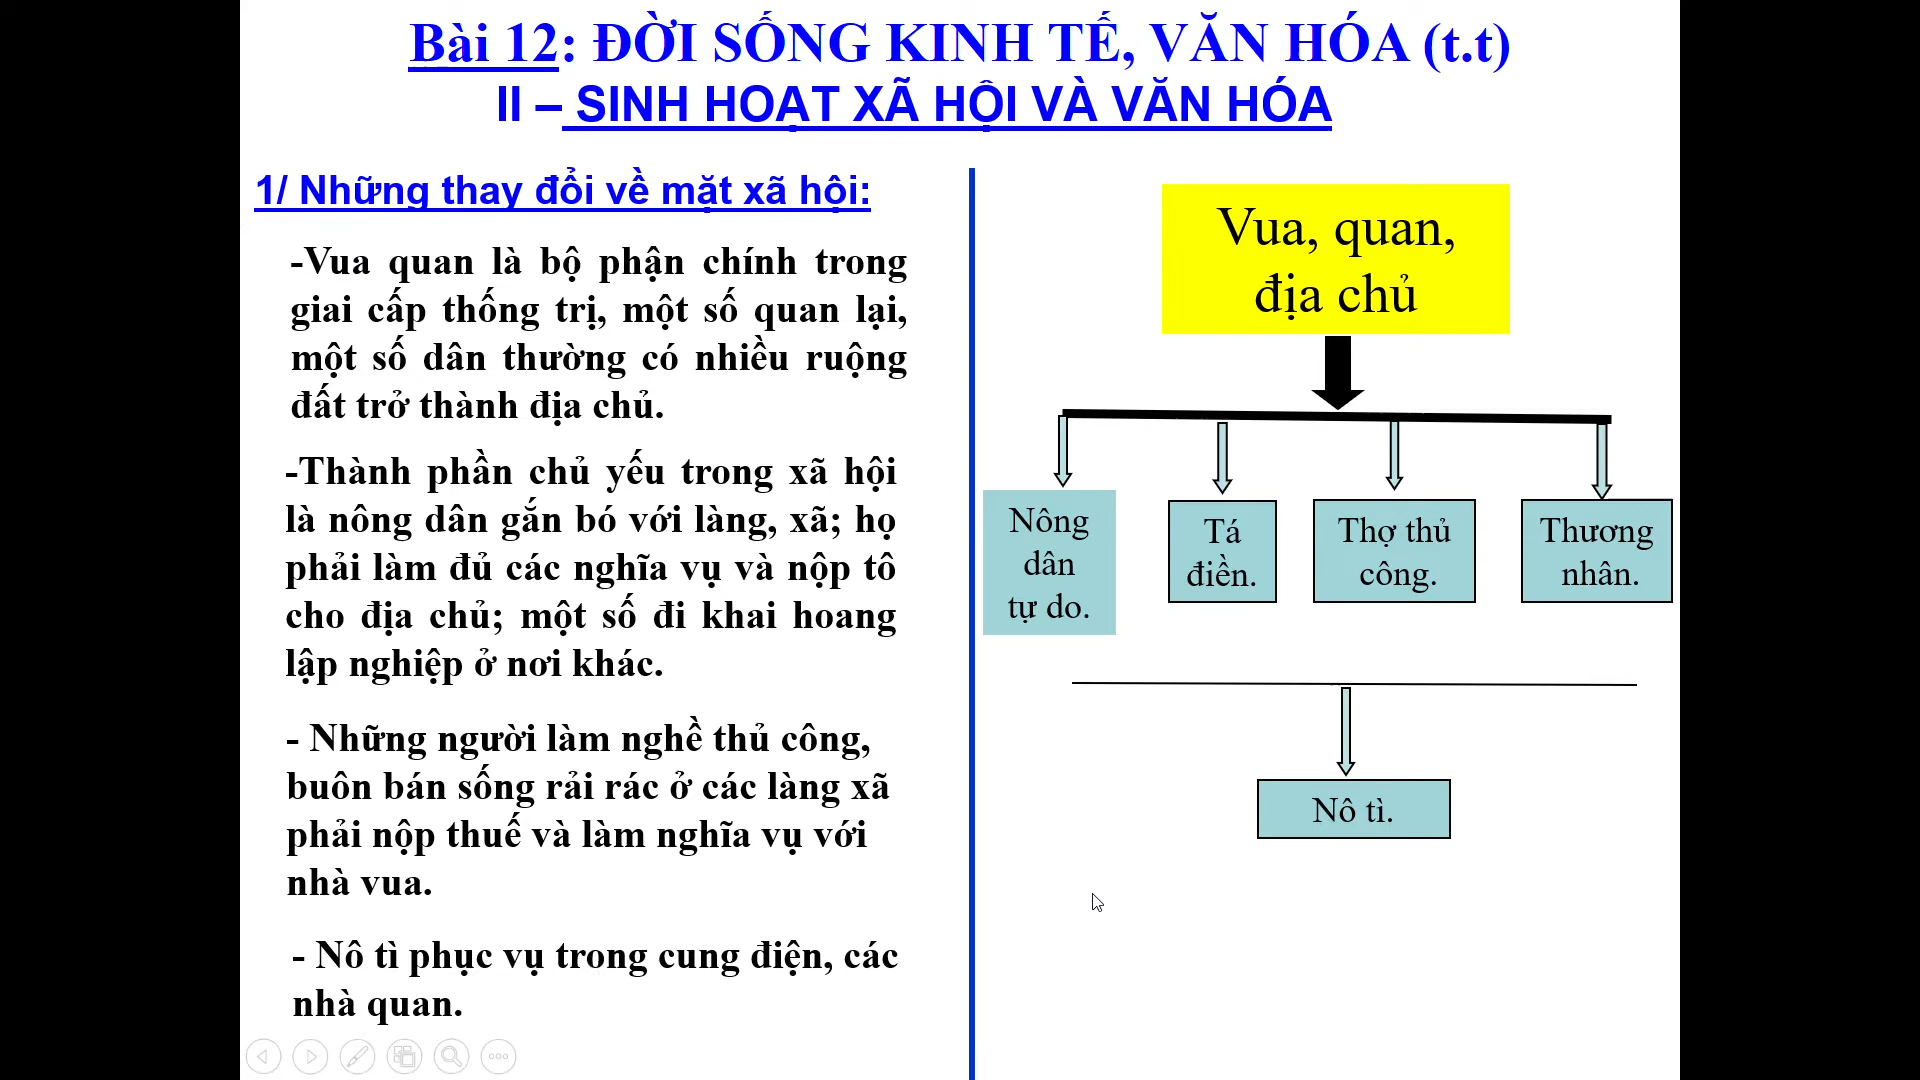 Bài 12: ĐỜI SỐNG KINH TẾ, VĂN HÓA (t.t)
II – SINH HOẠT XÃ HỘI VÀ VĂN HÓA
1/ Những thay đổi về mặt xã hội:
-Vua quan là bộ phận chính trong
giai cấp thống trị, một số quan lại,
một số dân thường có nhiều ruộng
đất trở thành địa chủ.
-Thành phần chủ yếu trong xã hội
là nông dân gắn bó với làng, xã; họ
phải làm đủ các nghĩa vụ và nộp tô
cho địa chủ; một số đi khai hoang
lập nghiệp ở nơi khác.
- Những người làm nghề thủ công,
buôn bán sống rải rác ở các làng xã
phải nộp thuế và làm nghĩa vụ với
nhà vua.
- Nô tì phục vụ trong cung điện, các
nhà quan.
Vua, quan,
địa chủ
Nông
dân
tự do.
Tá
điền.
Thợ thủ
công.
Thương
nhân.
Nô tì.